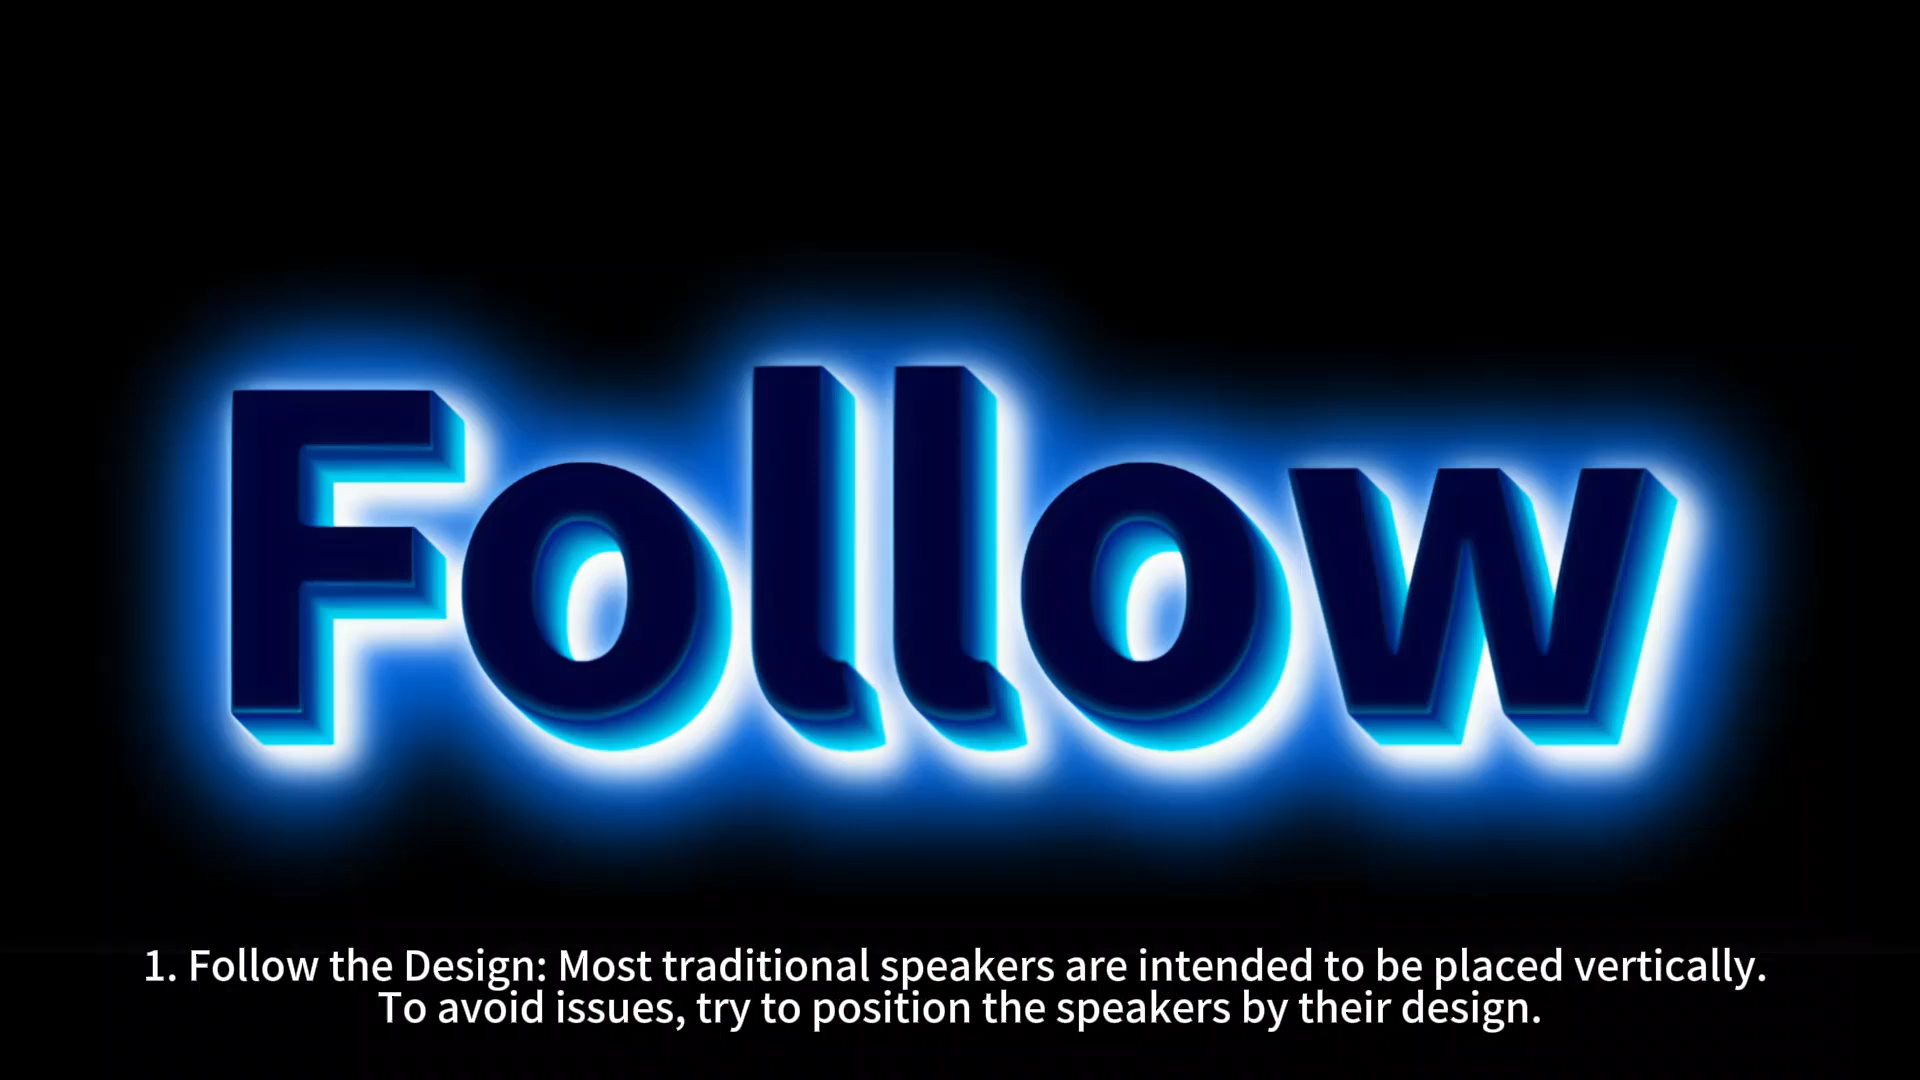 Follow
1. Follow the Design: Most traditional speakers are intended to be placed vertically.
To avoid issues, try to position the speakers by their design.